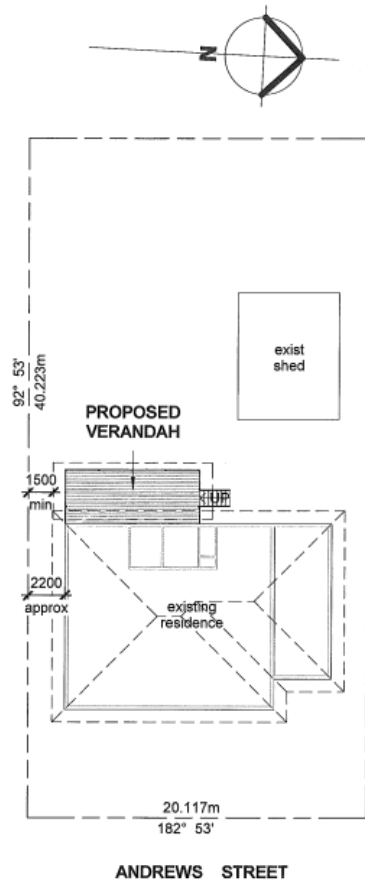 N
exist
shed
92° 53'
40.223m
PROPOSED
VERANDAH
1500
min
UP
2200
approx
existing
residence
20.117m
182° 53'
ANDREWS STREET